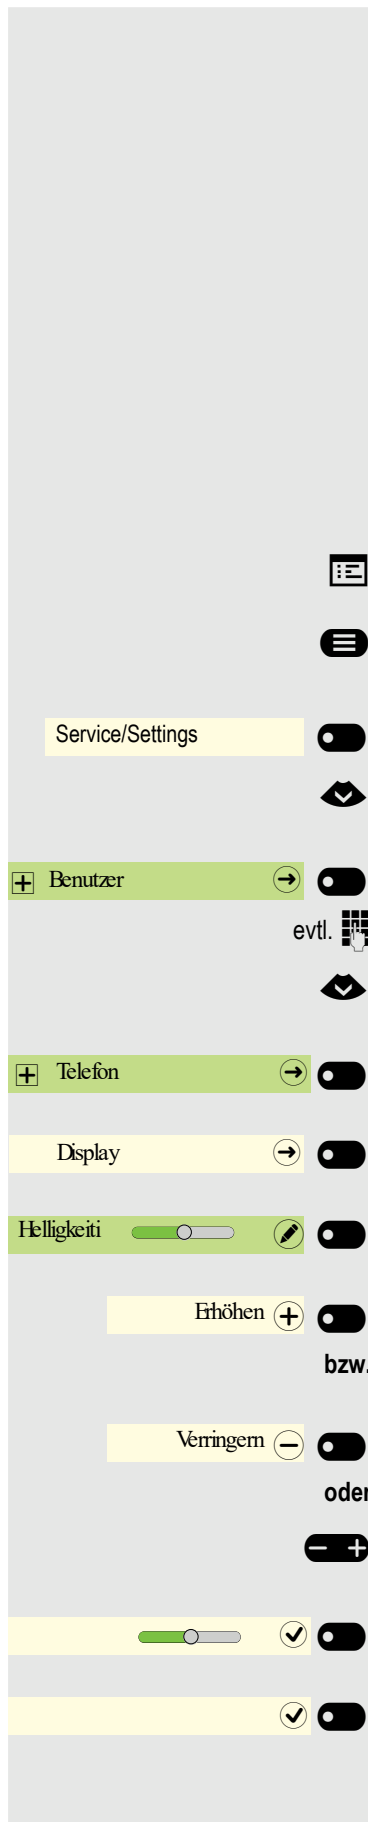 Service/Settings
Benutzer
evtl.
Telefon
Display
Helligkeiti
Erhöhen
bzw.
Verringern
oder